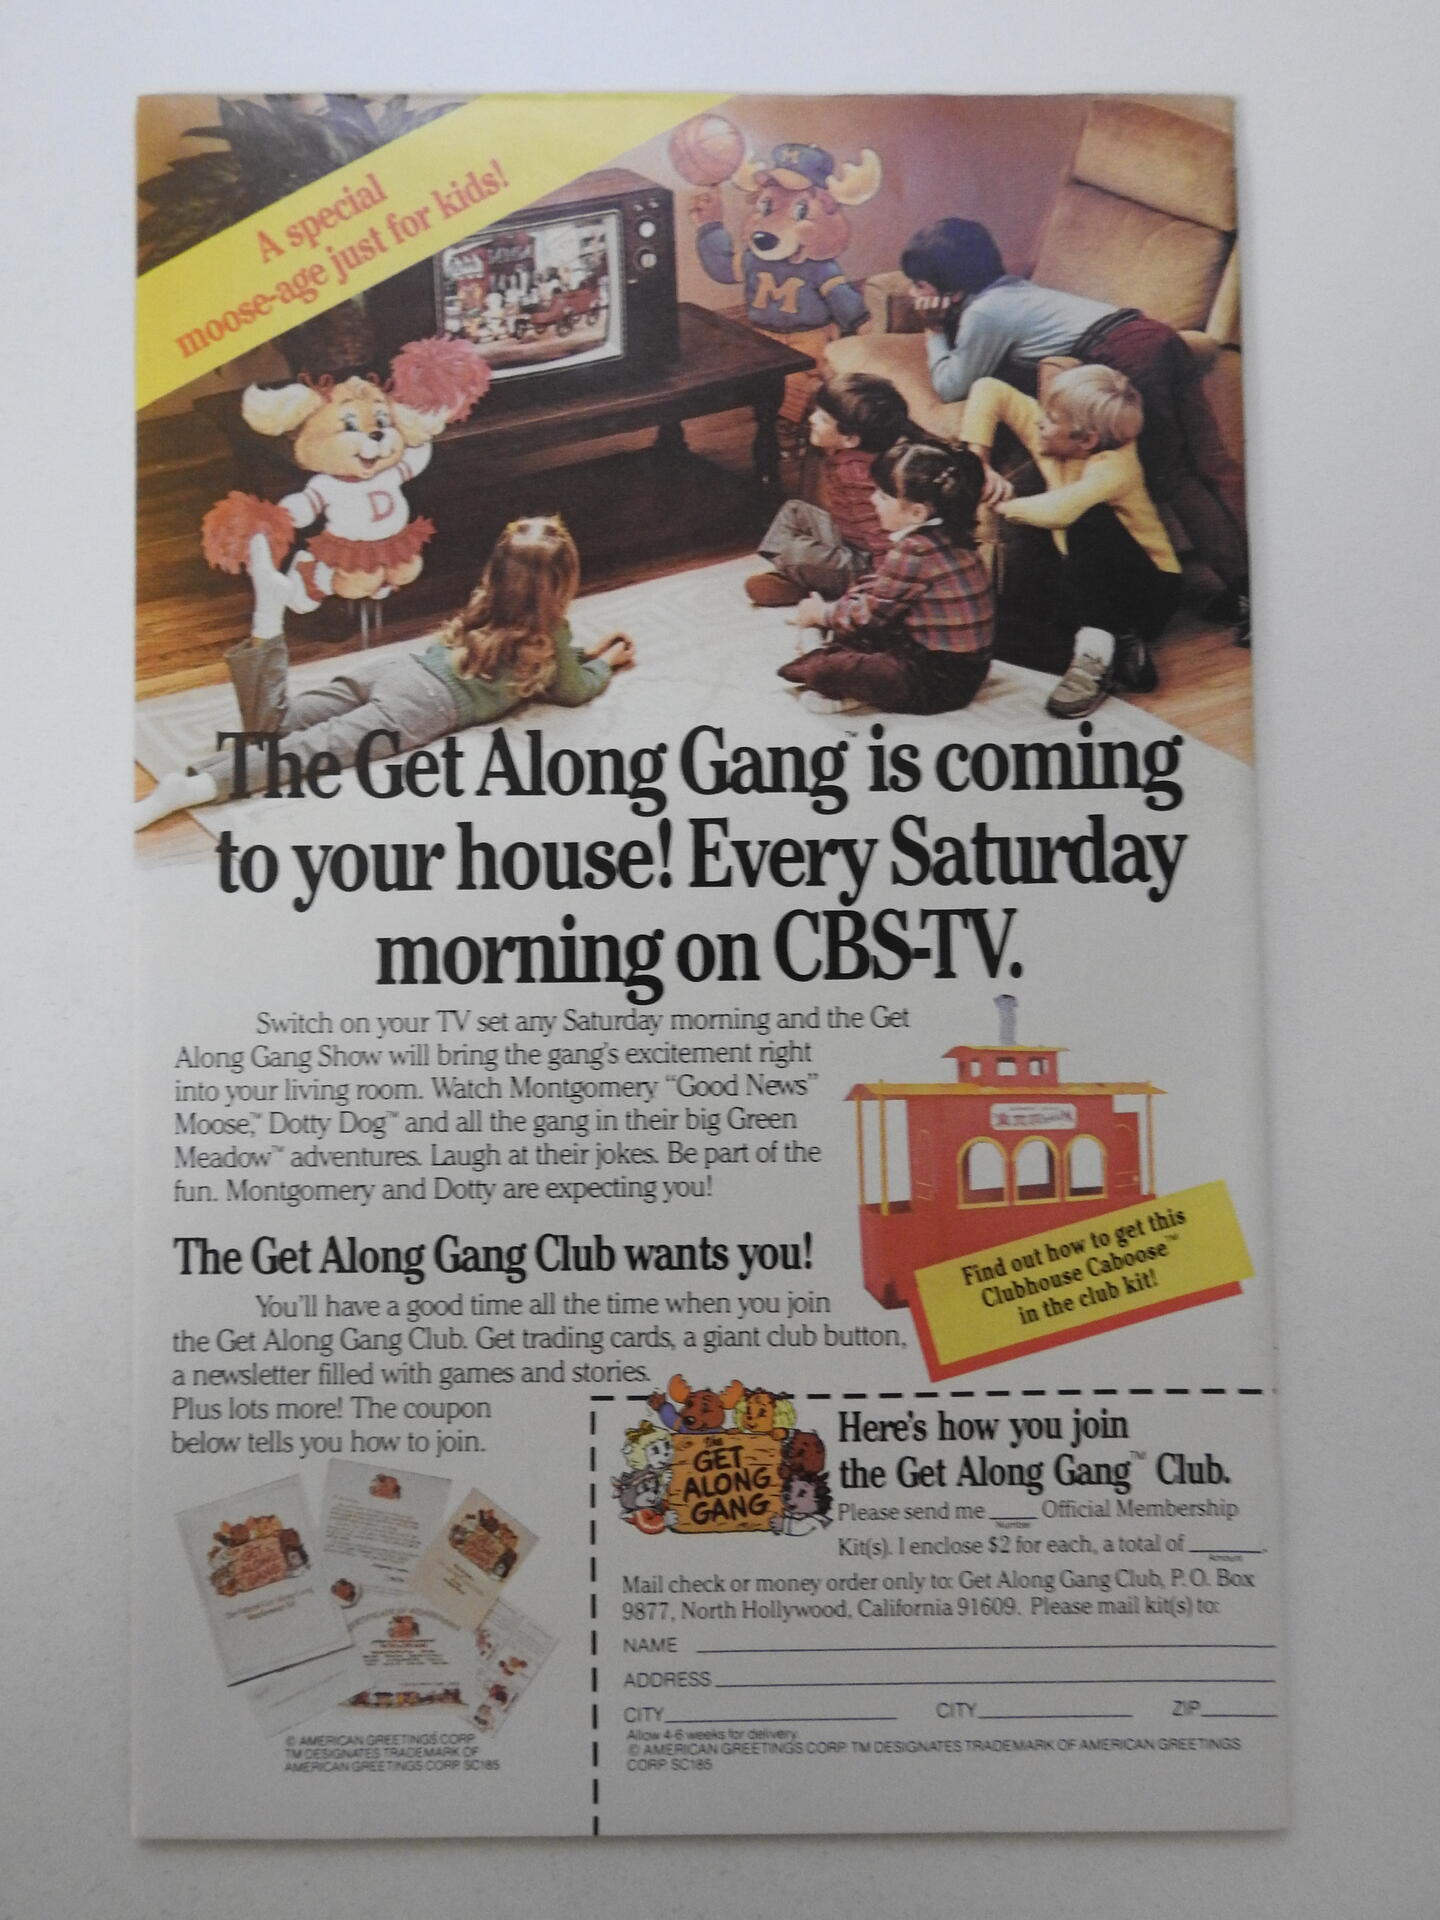 A special
moose-age just for kids!
M
M
D
The Get Along Gang™ is coming
to your house! Every Saturday
morning on CBS-TV.
Switch on your TV set any Saturday morning and the Get
Along Gang Show will bring the gang's excitement right
into your living room. Watch Montgomery “Good News”
Moose,™ Dotty Dog™ and all the gang in their big Green
Meadow™ adventures. Laugh at their jokes. Be part of the
fun. Montgomery and Dotty are expecting you!
Find out how to get this
Clubhouse Caboose™
in the club kit!
The Get Along Gang Club wants you!
You'll have a good time all the time when you join
the Get Along Gang Club. Get trading cards, a giant club button,
a newsletter filled with games and stories.
Plus lots more! The coupon
below tells you how to join.
© AMERICAN GREETINGS CORP.
TM DESIGNATES TRADEMARK OF
AMERICAN GREETINGS CORP. SC185
the
GET
ALONG
GANG
Here's how you join
the Get Along Gang™ Club.
Please send me ____ Official Membership
Number
Kit(s). I enclose $2 for each, a total of ______.
Amount
Mail check or money order only to: Get Along Gang Club, P.O. Box
9877, North Hollywood, California 91609. Please mail kit(s) to:
NAME
ADDRESS
CITY CITY ZIP
Allow 4-6 weeks for delivery.
© AMERICAN GREETINGS CORP. TM DESIGNATES TRADEMARK OF AMERICAN GREETINGS
CORP. SC185